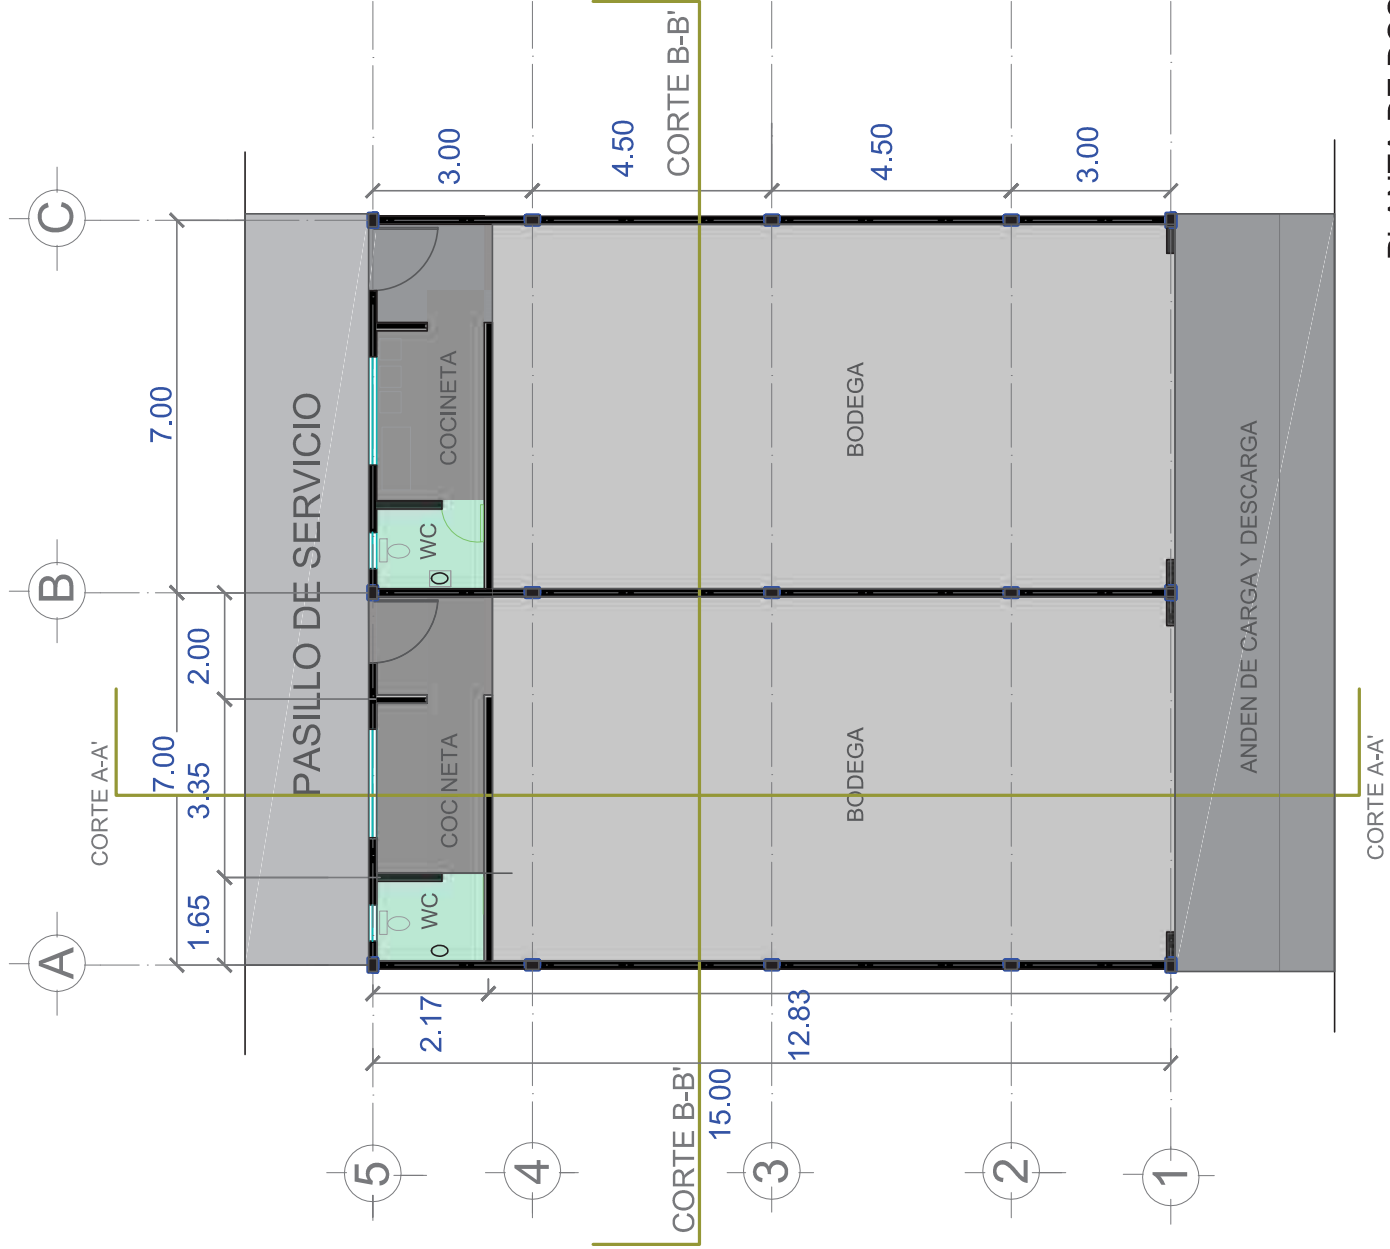 C
B
A
7.00
7.00
2.00
3.35
1.65
CORTE A-A'
PASILLO DE SERVICIO
3.00
4.50
4.50
3.00
CORTE B-B'
COCINETA
WC
BODEGA
COC NETA
WC
BODEGA
ANDEN DE CARGA Y DESCARGA
2.17
12.83
15.00
CORTE B-B'
CORTE A-A'
5
4
3
2
1